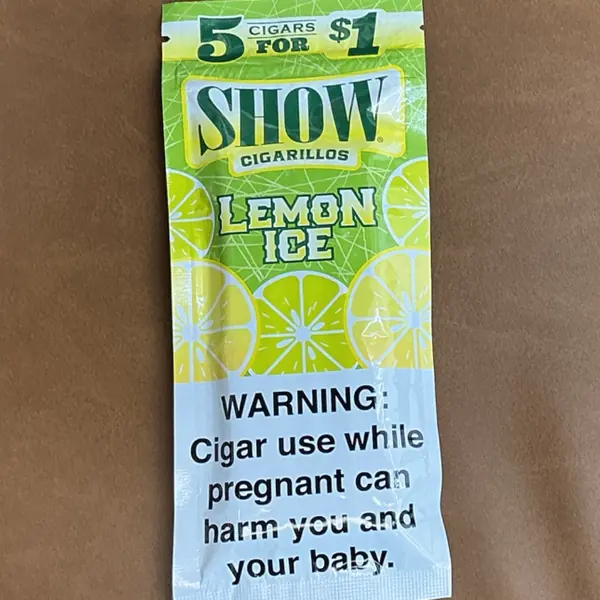 5 CIGARS FOR $1
SHOW®
CIGARILLOS
LEMON
ICE
WARNING:
Cigar use while
pregnant can
harm you and
your baby.